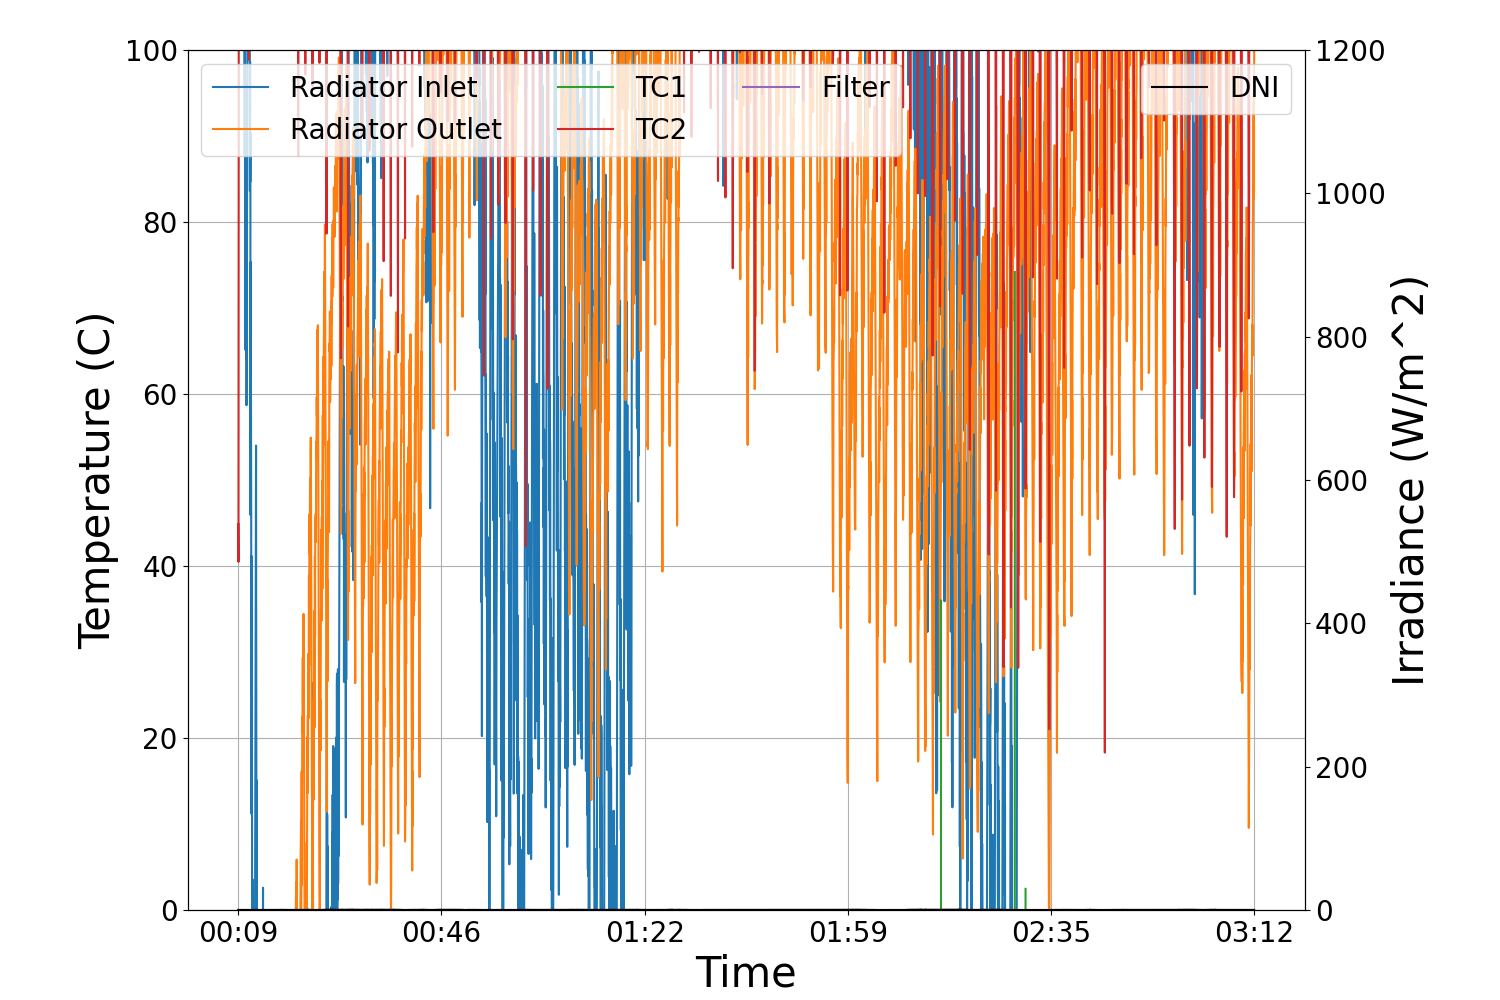 Radiator Inlet
Radiator Outlet
TC1
TC2
Filter
DNI
Temperature (C)
100
80
60
40
20
0
Irradiance (W/m^2)
1200
1000
800
600
400
200
0
00:09 00:46 01:22 01:59 02:35 03:12
Time